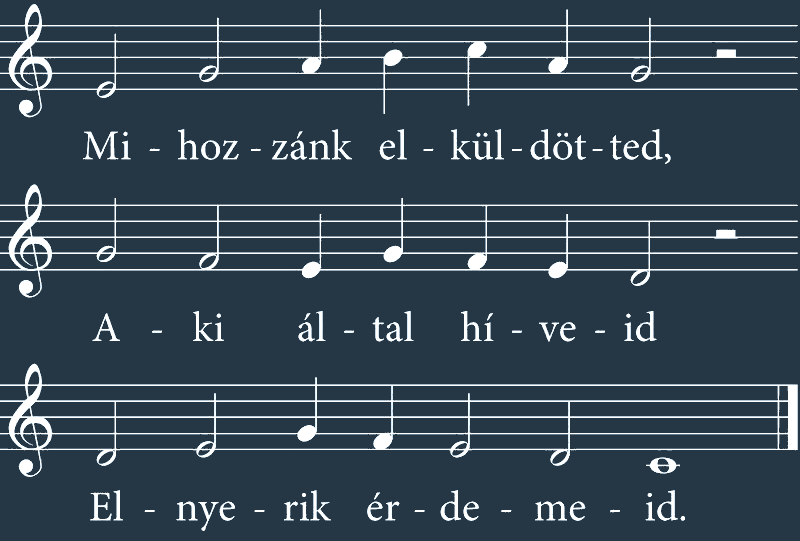 Mi - hoz - zánk el - kül - döt - ted,
A - ki ál - tal hí - ve - id
El - nye - rik ér - de - me - id.